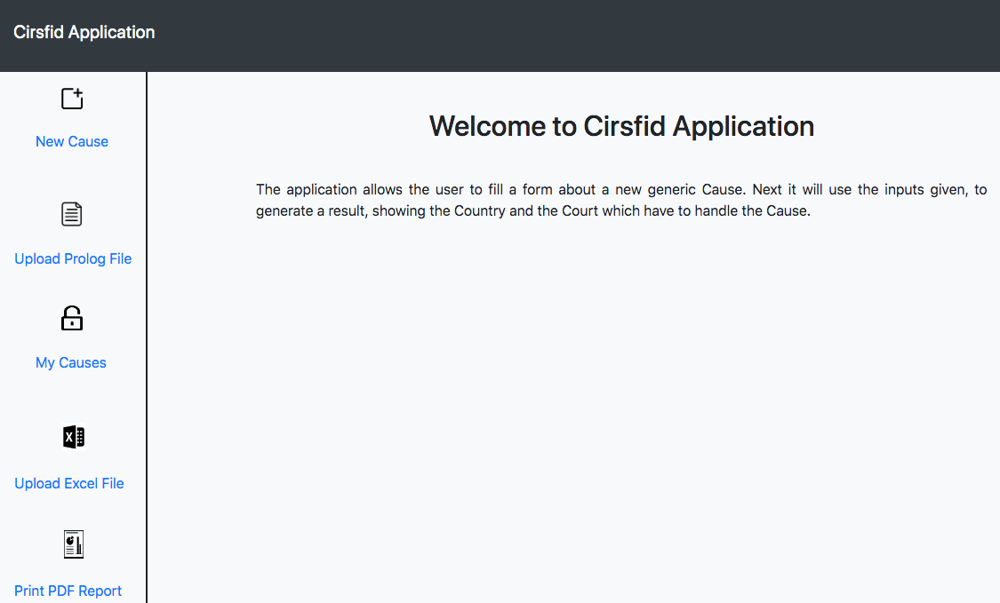 Cirsfid Application
New Cause
Upload Prolog File
My Causes
X
Upload Excel File
Print PDF Report
Welcome to Cirsfid Application
The application allows the user to fill a form about a new generic Cause. Next it will use the inputs given, to
generate a result, showing the Country and the Court which have to handle the Cause.